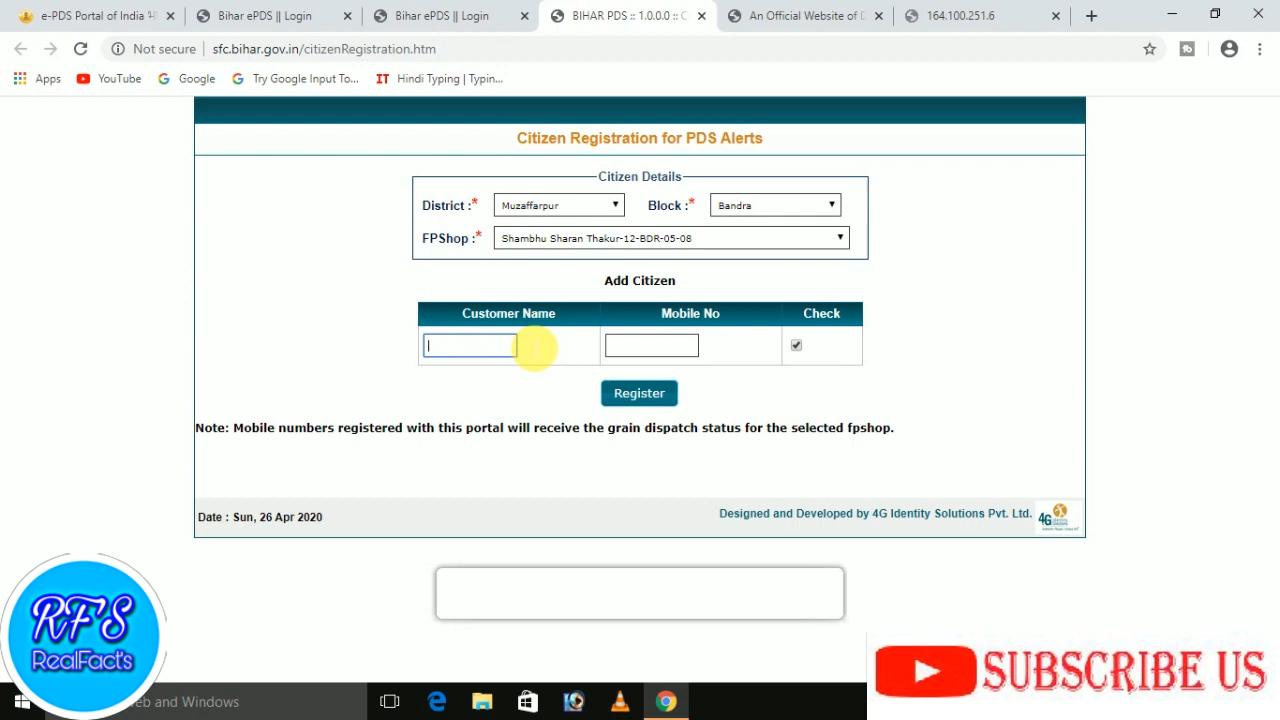 e-PDS Portal of India
Bihar ePDS || Login
Bihar ePDS || Login
BIHAR PDS :: 1.0.0.0 :: C
An Official Website of D
164.100.251.6
Not secure
sfc.bihar.gov.in/citizenRegistration.htm
Apps
YouTube
Google
Try Google Input To...
IT Hindi Typing | Typin...
Citizen Registration for PDS Alerts
Citizen Details
District :* Muzaffarpur Block :* Bandra
FPShop :* Shambhu Sharan Thakur-12-BDR-05-08
Add Citizen
Customer Name Mobile No Check
Register
Note: Mobile numbers registered with this portal will receive the grain dispatch status for the selected fpshop.
Date : Sun, 26 Apr 2020
Designed and Developed by 4G Identity Solutions Pvt. Ltd.
4G
RF'S
RealFact's
SUBSCRIBE US
eb and Windows